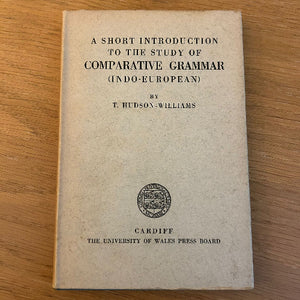 A SHORT INTRODUCTION
TO THE STUDY OF
COMPARATIVE GRAMMAR
(INDO-EUROPEAN)
BY
T. HUDSON-WILLIAMS
CARDIFF
THE UNIVERSITY OF WALES PRESS BOARD